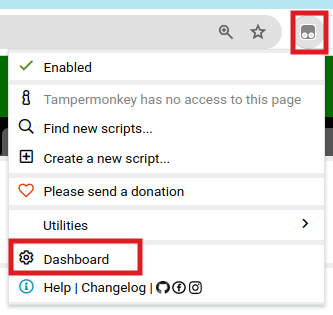 Enabled
Tampermonkey has no access to this page
Find new scripts...
Create a new script...
Please send a donation
Utilities
Dashboard
Help | Changelog |